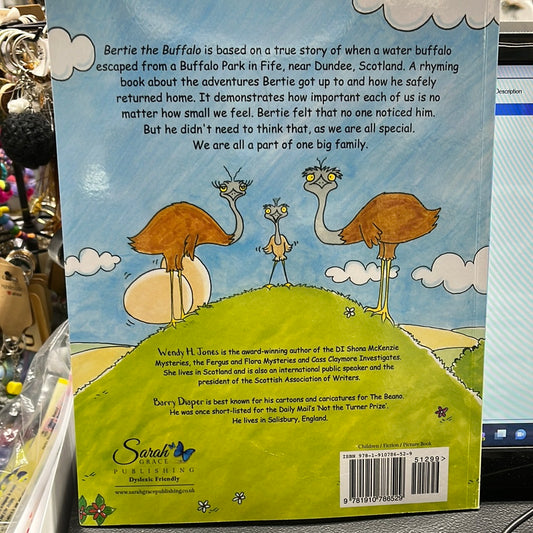 Bertie the Buffalo is based on a true story of when a water buffalo
escaped from a Buffalo Park in Fife, near Dundee, Scotland. A rhyming
book about the adventures Bertie got up to and how he safely
returned home. It demonstrates how important each of us is no
matter how small we feel. Bertie felt that no one noticed him.
But he didn't need to think that, as we are all special.
We are all a part of one big family.
Description
Wendy H. Jones is the award-winning author of the DI Shona McKenzie
Mysteries, the Fergus and Flora Mysteries and Cass Claymore Investigates.
She lives in Scotland and is also an international public speaker and the
president of the Scottish Association of Writers.
Barry Diaper is best known for his cartoons and caricatures for The Beano.
He was once short-listed for the Daily Mail's 'Not the Turner Prize'.
He lives in Salisbury, England.
Sarah
GRACE
PUBLISHING
Dyslexic Friendly
www.sarahgracepublishing.co.uk
Children / Fiction / Picture Book
ISBN 978-1-910786-52-9
51299>
9 781910 786529